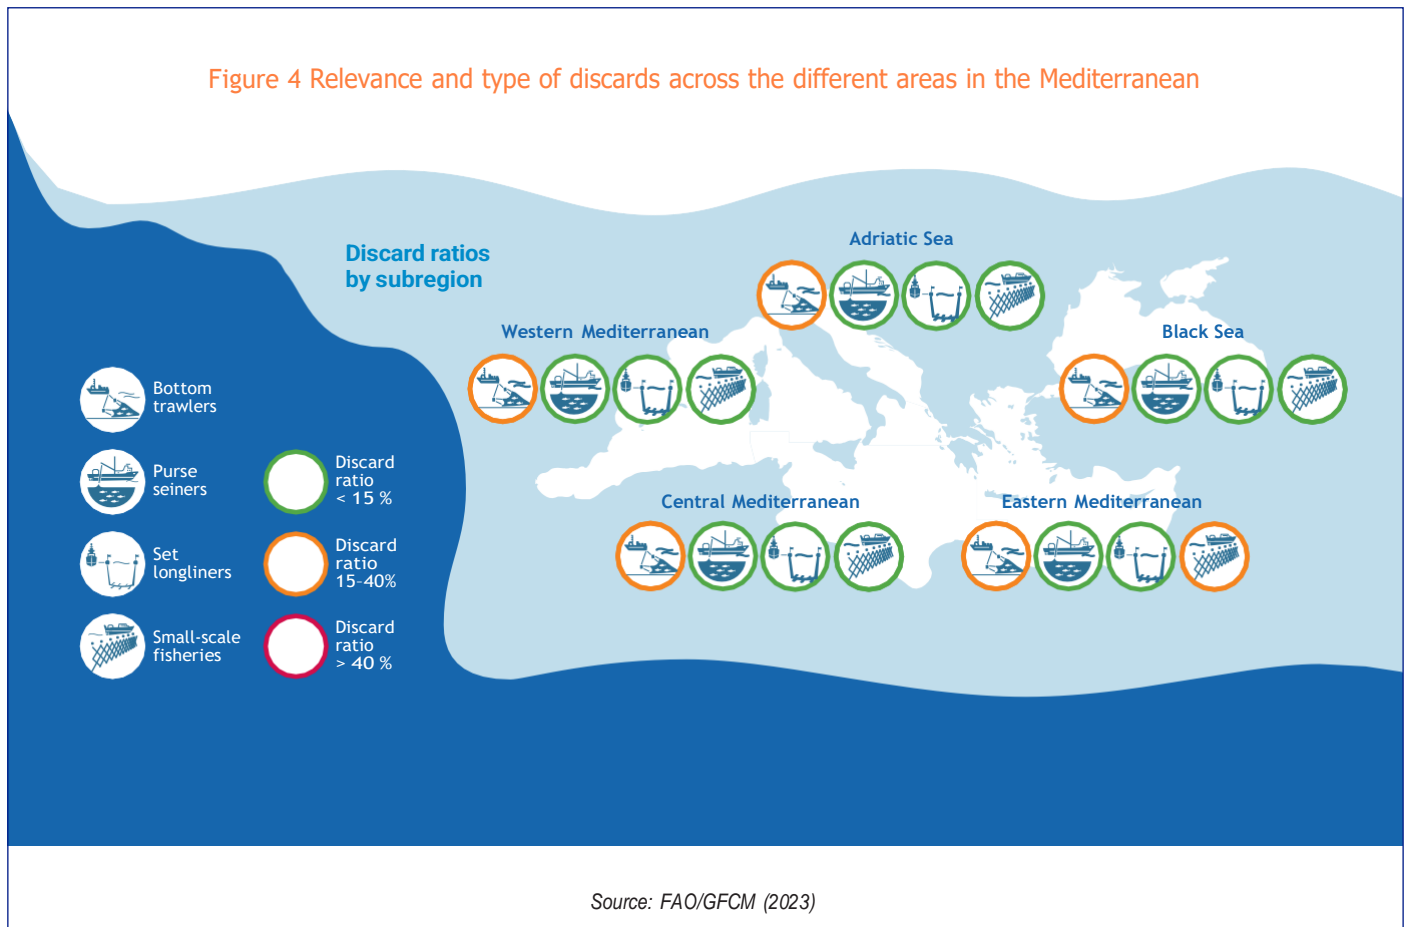 Figure 4 Relevance and type of discards across the different areas in the Mediterranean
Discard ratios
by subregion
Adriatic Sea
Western Mediterranean
Black Sea
Central Mediterranean
Eastern Mediterranean
Bottom
trawlers
Purse
seiners
Set
longliners
Small-scale
fisheries
Discard
ratio
< 15 %
Discard
ratio
15-40%
Discard
ratio
> 40 %
Source: FAO/GFCM (2023)